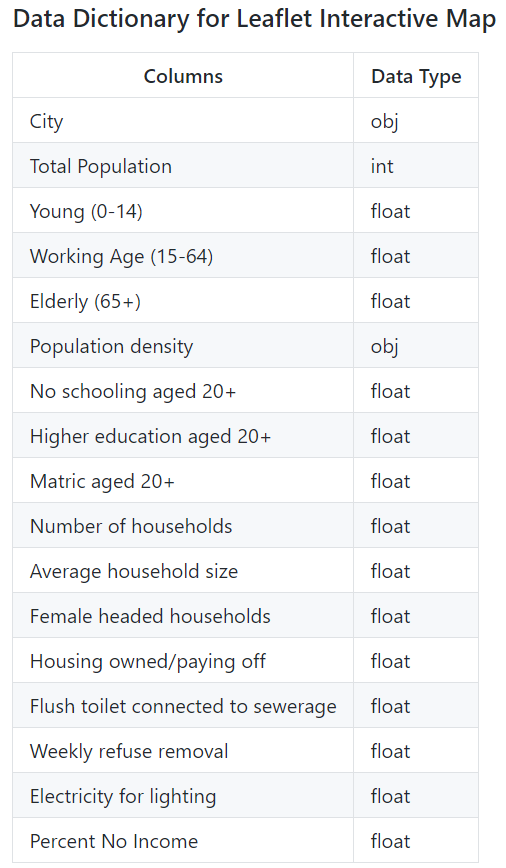 Data Dictionary for Leaflet Interactive Map
Columns Data Type
City obj
Total Population int
Young (0-14) float
Working Age (15-64) float
Elderly (65+) float
Population density obj
No schooling aged 20+ float
Higher education aged 20+ float
Matric aged 20+ float
Number of households float
Average household size float
Female headed households float
Housing owned/paying off float
Flush toilet connected to sewerage float
Weekly refuse removal float
Electricity for lighting float
Percent No Income float